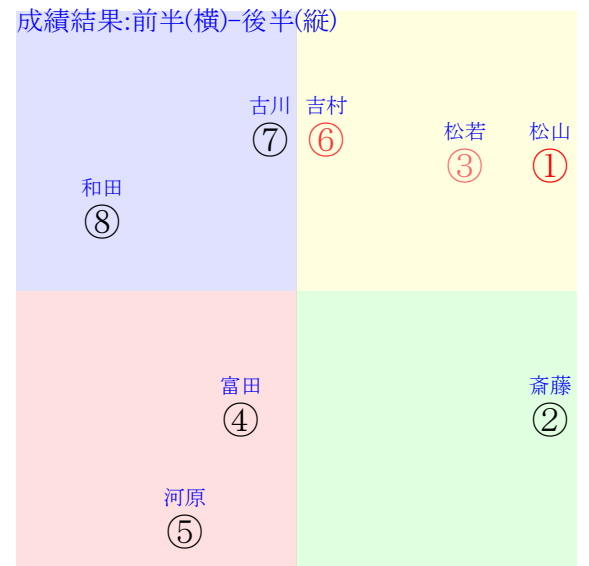 成績結果:前半(横)-後半(縦)
古川 吉村
⑦ ⑥
松若 松山
③ ①
和田
⑧
富田 斎藤
④ ②
河原
⑤